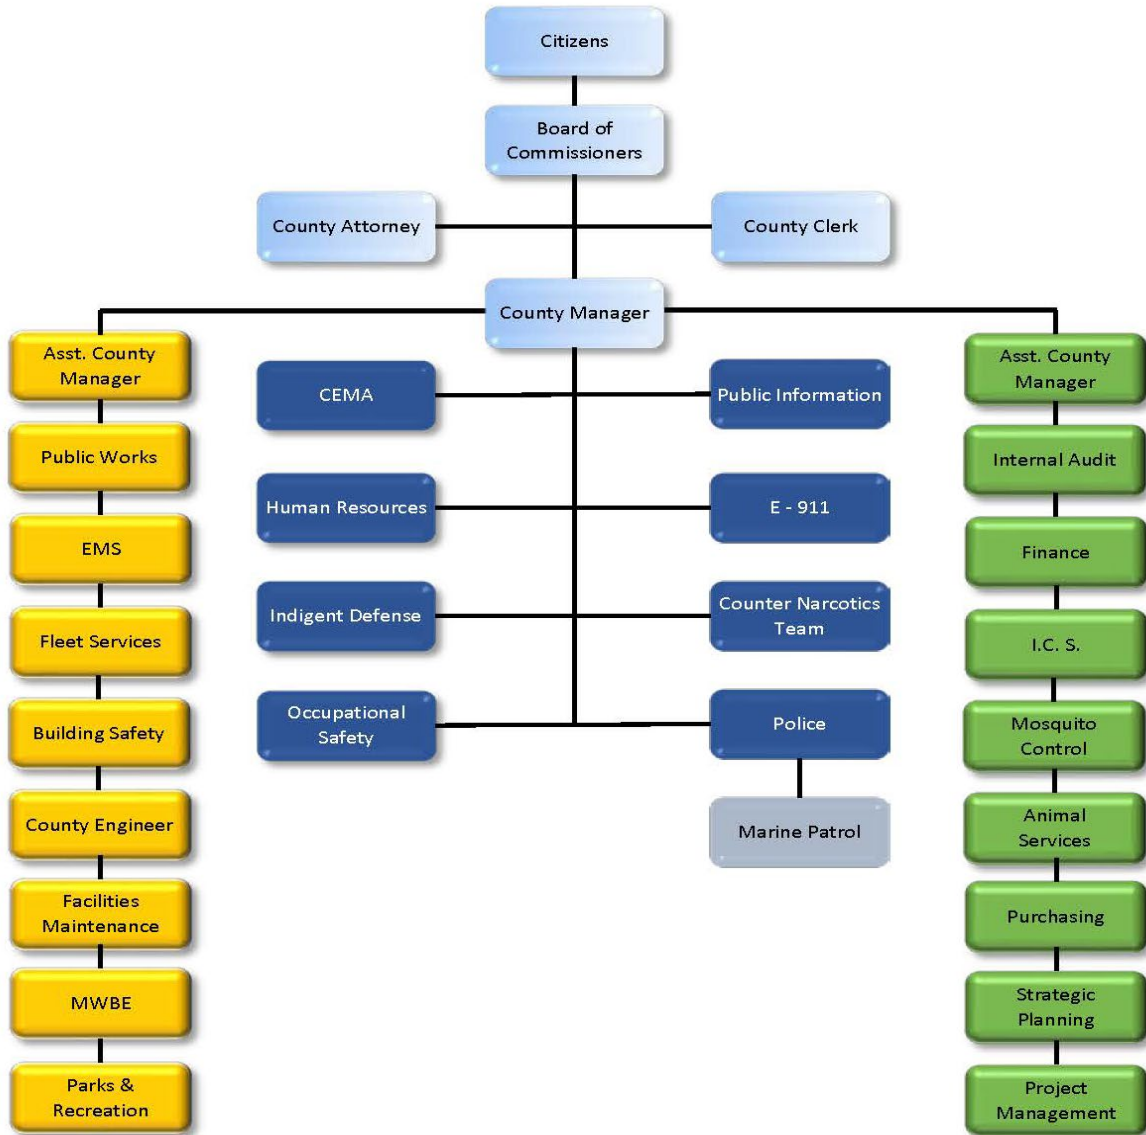 Citizens
Board of
Commissioners
County Attorney
County Clerk
County Manager
Asst. County
Manager
Public Works
EMS
Fleet Services
Building Safety
County Engineer
Facilities
Maintenance
MWBE
Parks &
Recreation
CEMA
Public Information
Human Resources
E - 911
Indigent Defense
Counter Narcotics
Team
Occupational
Safety
Police
Marine Patrol
Asst. County
Manager
Internal Audit
Finance
I.C. S.
Mosquito
Control
Animal
Services
Purchasing
Strategic
Planning
Project
Management